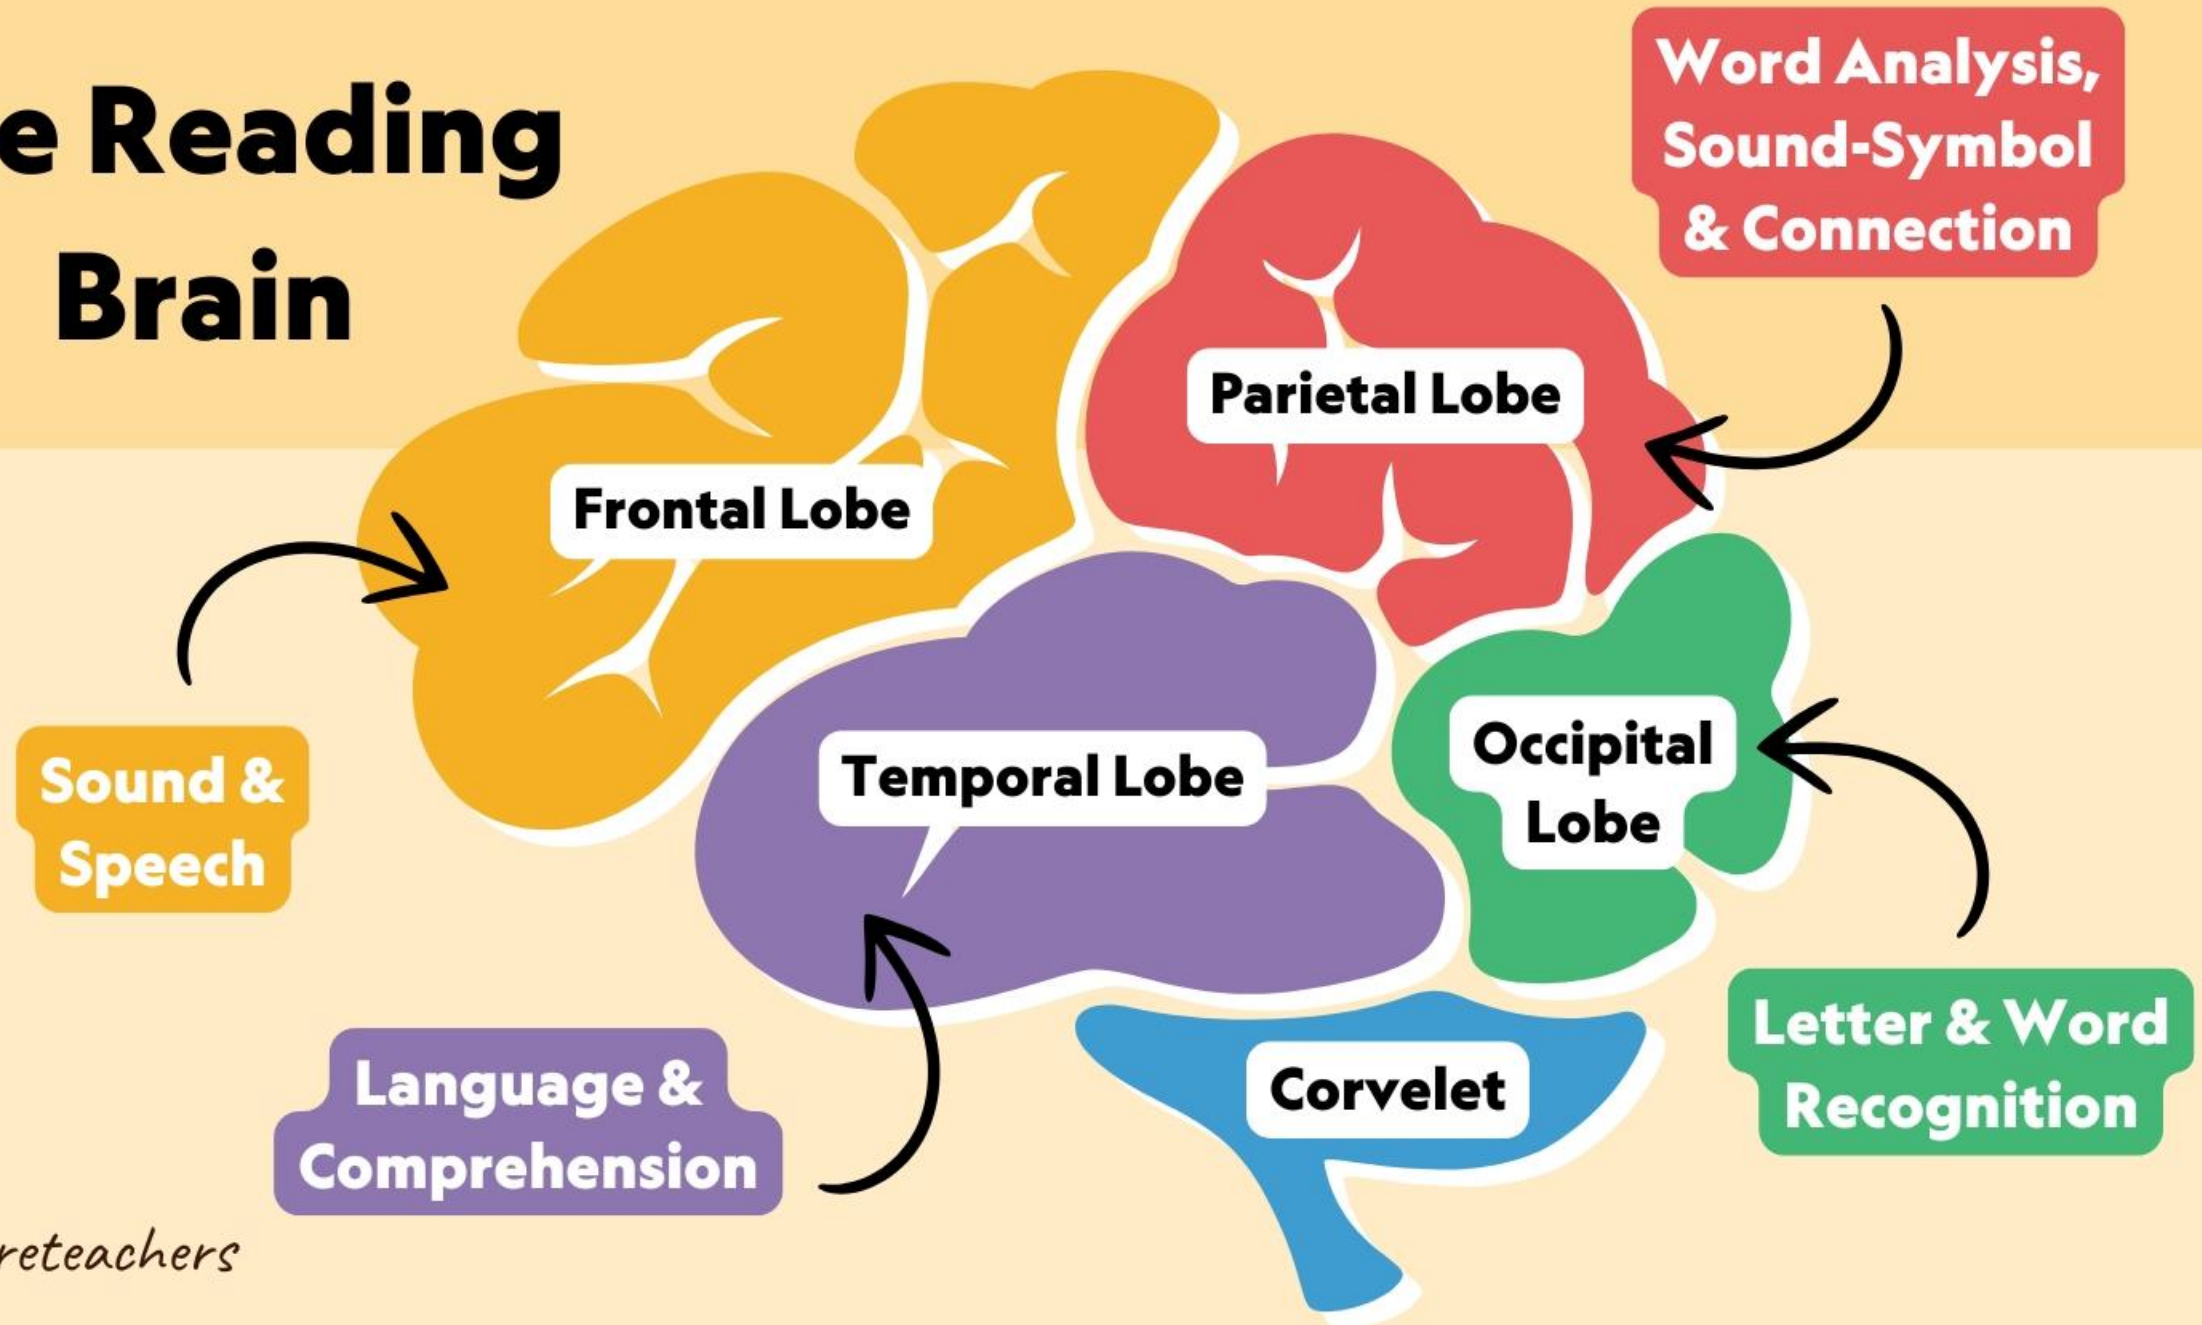 e Reading
Brain
Word Analysis,
Sound-Symbol
& Connection
Parietal Lobe
Frontal Lobe
Sound &
Speech
Temporal Lobe
Occipital
Lobe
Language &
Comprehension
Corvelet
Letter & Word
Recognition
reteachers